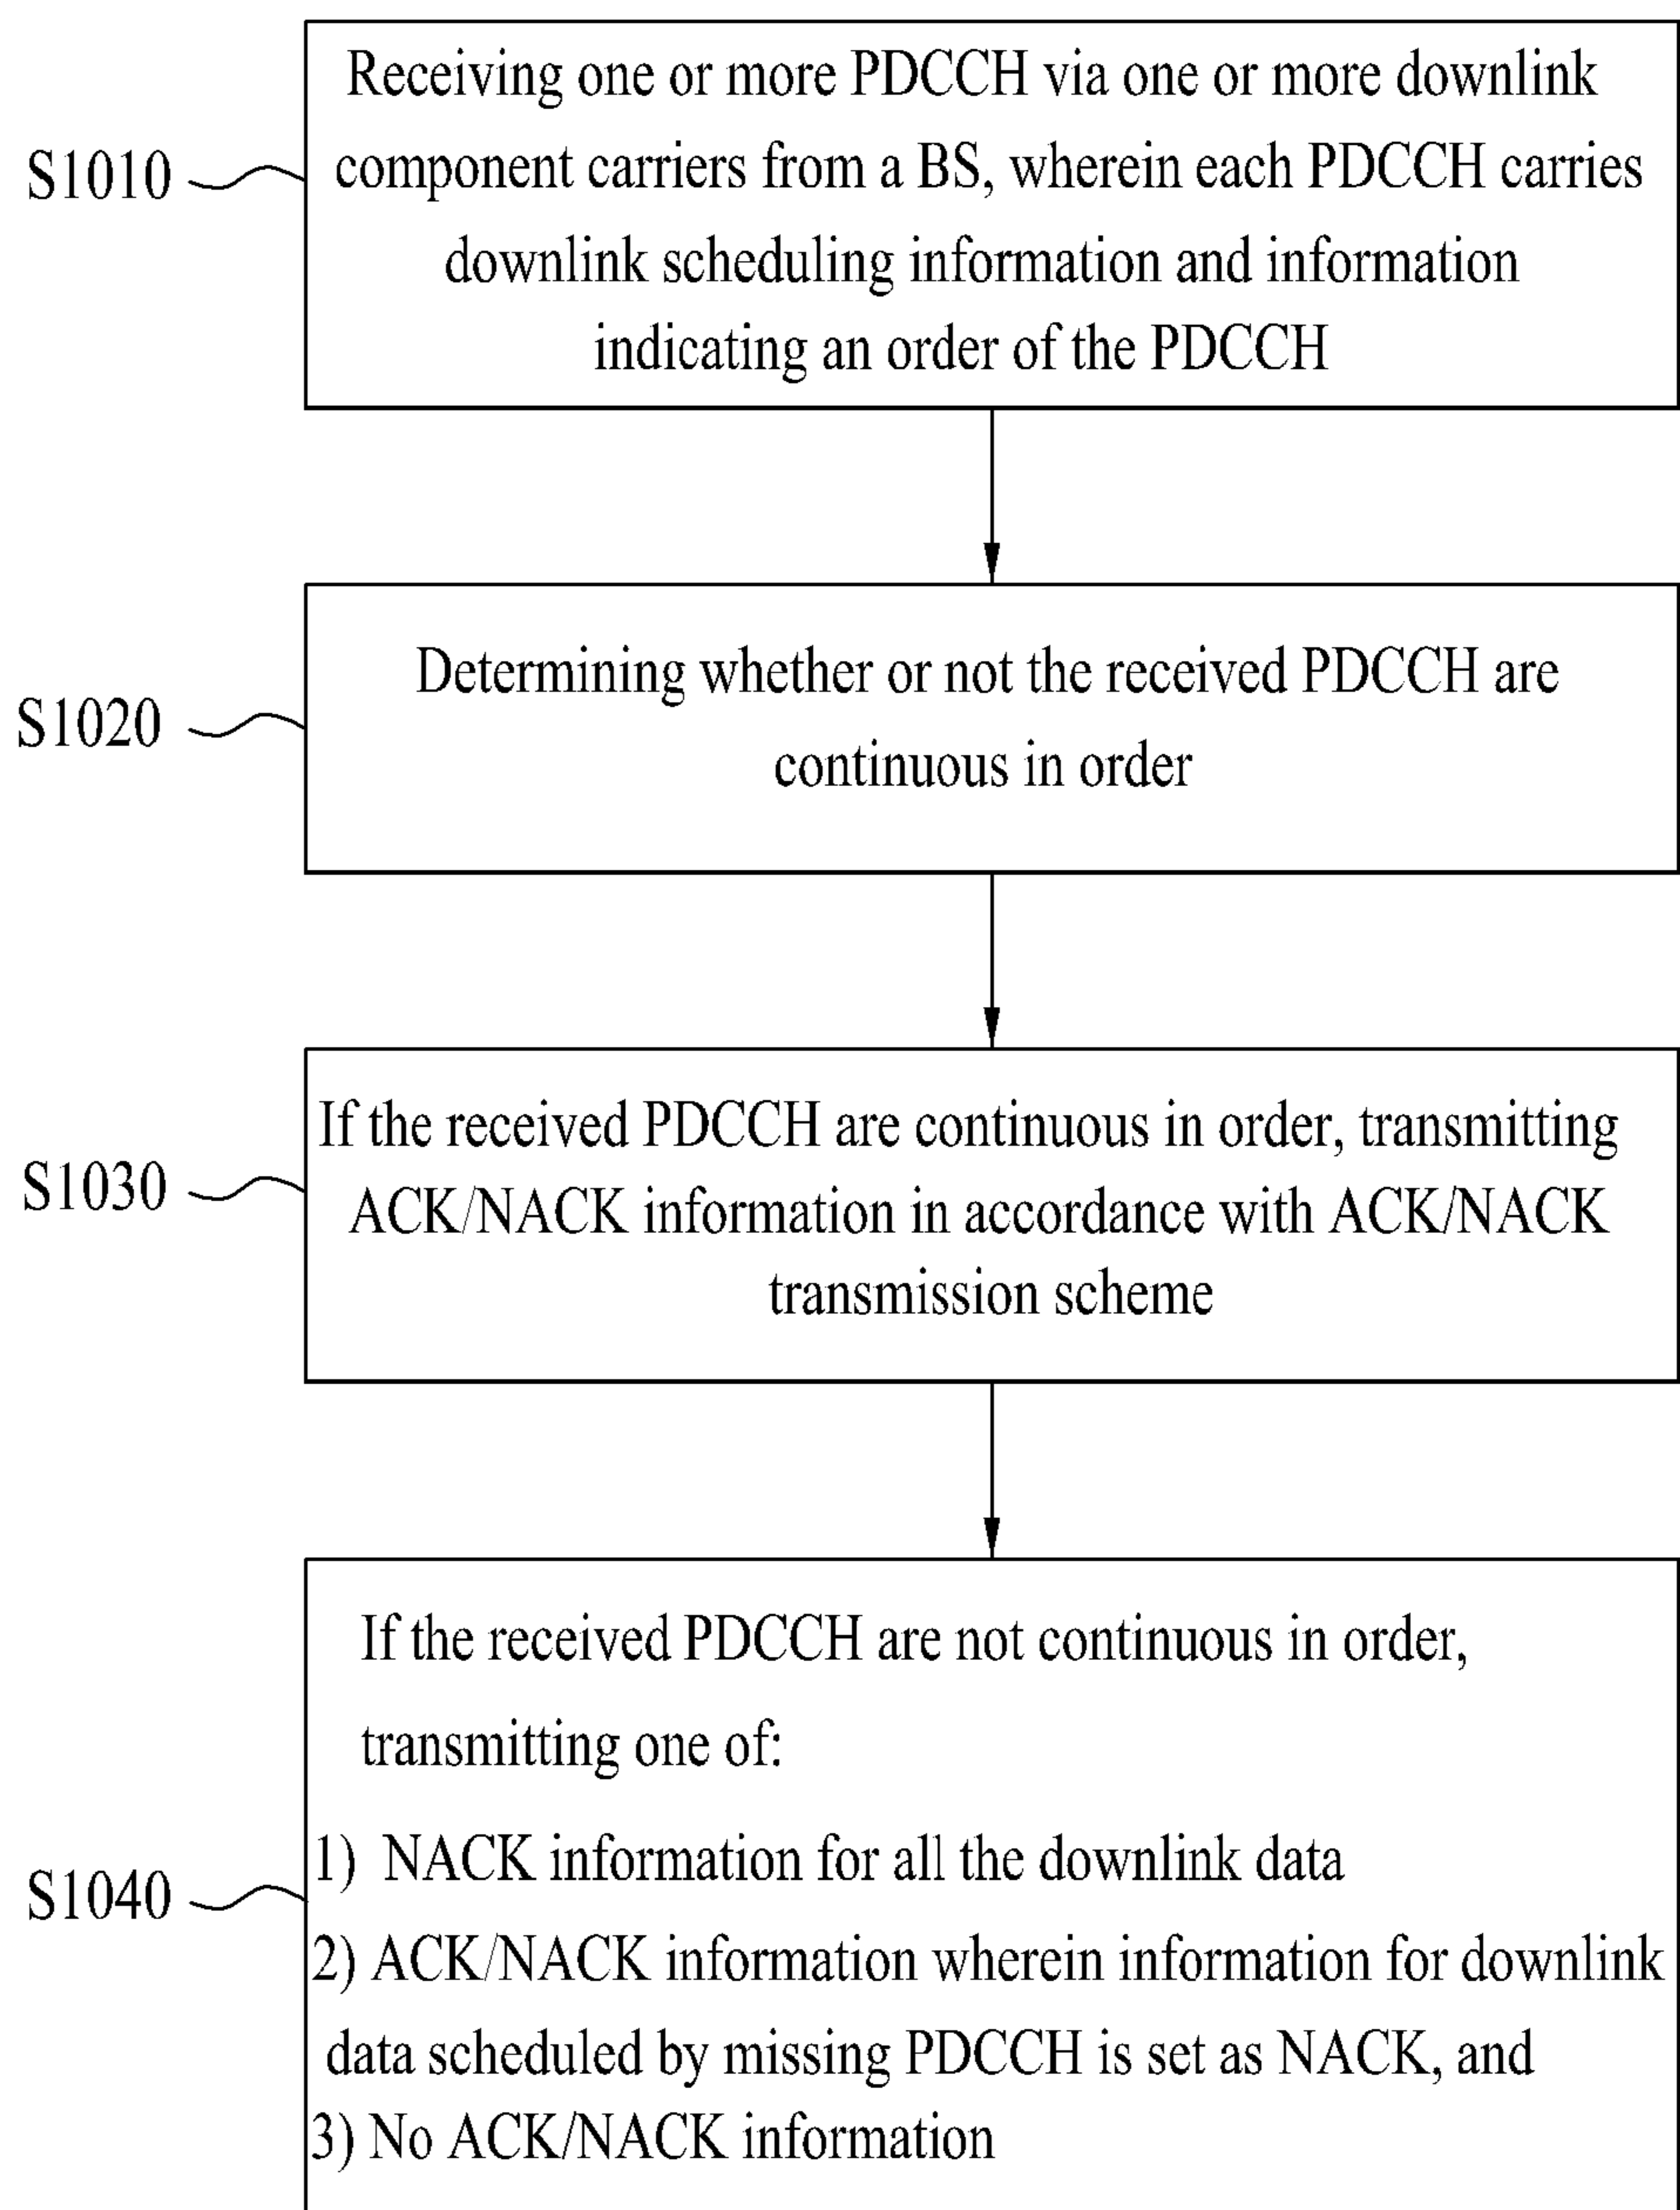 Receiving one or more PDCCH via one or more downlink
S1010
component carriers from a BS, wherein each PDCCH carries
downlink scheduling information and information
indicating an order of the PDCCH
Determining whether or not the received PDCCH are
S1020
continuous in order
If the received PDCCH are continuous in order, transmitting
S1030
ACK/NACK information in accordance with ACK/NACK
transmission scheme
If the received PDCCH are not continuous in order,
transmitting one of:
1) NACK information for all the downlink data
S1040
2) ACK/NACK information wherein information for downlink
data scheduled by missing PDCCH is set as NACK, and
3) No ACK/NACK information